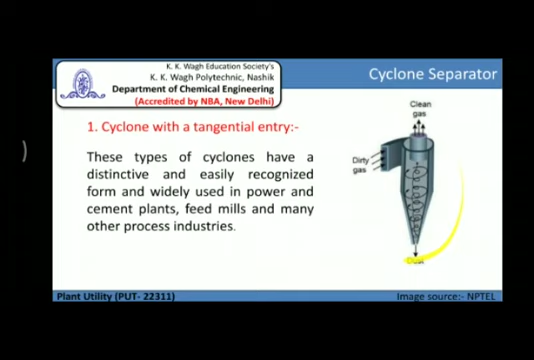 K. K. Wagh Education Society's
K. K. Wagh Polytechnic, Nashik
Department of Chemical Engineering
(Accredited by NBA, New Delhi)
Cyclone Separator
1. Cyclone with a tangential entry:-
These types of cyclones have a
distinctive and easily recognized
form and widely used in power and
cement plants, feed mills and many
other process industries.
Clean
gas
Dirty
gas
Dust
Plant Utility (PUT- 22311)
Image source:- NPTEL